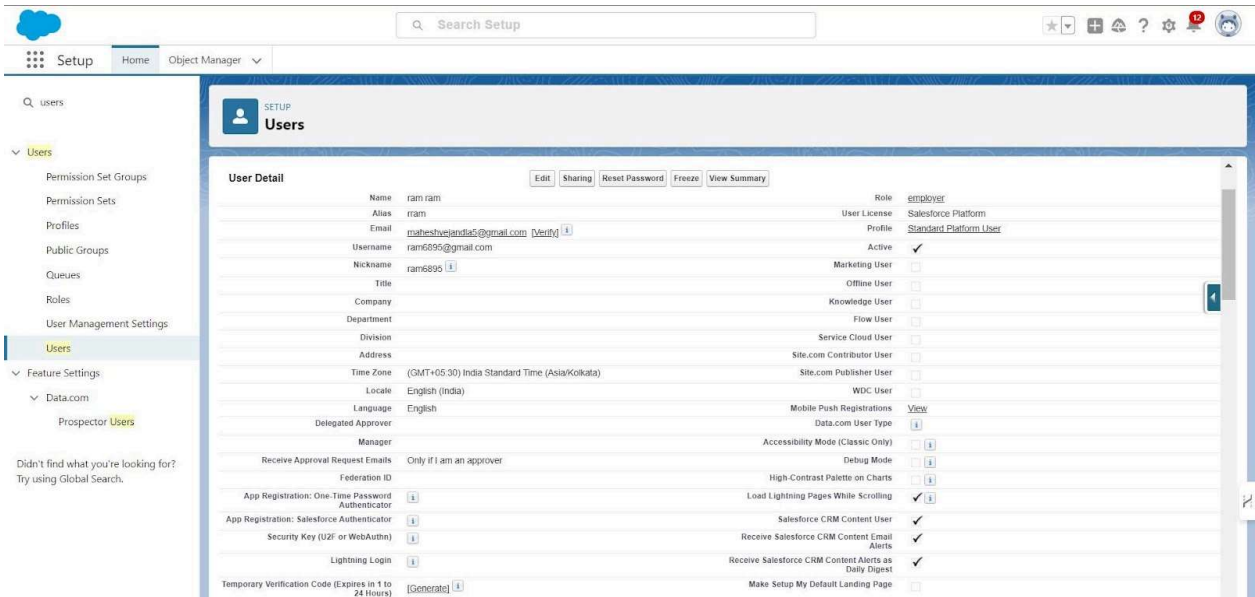 Search Setup
12
Setup Home Object Manager
users
SETUP
Users
Users
Permission Set Groups
Permission Sets
Profiles
Public Groups
Queues
Roles
User Management Settings
Users
Feature Settings
Data.com
Prospector Users
Didn't find what you're looking for?
Try using Global Search.
User Detail Edit Sharing Reset Password Freeze View Summary
Name ram ram Role employer
Alias rram User License Salesforce Platform
Email maheshvejandla5@gmail.com [Verify] i Profile Standard Platform User
Username ram6895@gmail.com Active ✓
Nickname ram6895 i Marketing User
Title Offline User
Company Knowledge User
Department Flow User
Division Service Cloud User
Address Site.com Contributor User
Time Zone (GMT+05:30) India Standard Time (Asia/Kolkata) Site.com Publisher User
Locale English (India) WDC User
Language English Mobile Push Registrations View
Delegated Approver Data.com User Type i
Manager Accessibility Mode (Classic Only) i
Receive Approval Request Emails Only if I am an approver Debug Mode i
Federation ID High-Contrast Palette on Charts i
App Registration: One-Time Password Authenticator i Load Lightning Pages While Scrolling ✓ i
App Registration: Salesforce Authenticator i Salesforce CRM Content User ✓
Security Key (U2F or WebAuthn) i Receive Salesforce CRM Content Email Alerts ✓
Lightning Login i Receive Salesforce CRM Content Alerts as Daily Digest ✓
Temporary Verification Code (Expires in 1 to 24 Hours) [Generate] i Make Setup My Default Landing Page